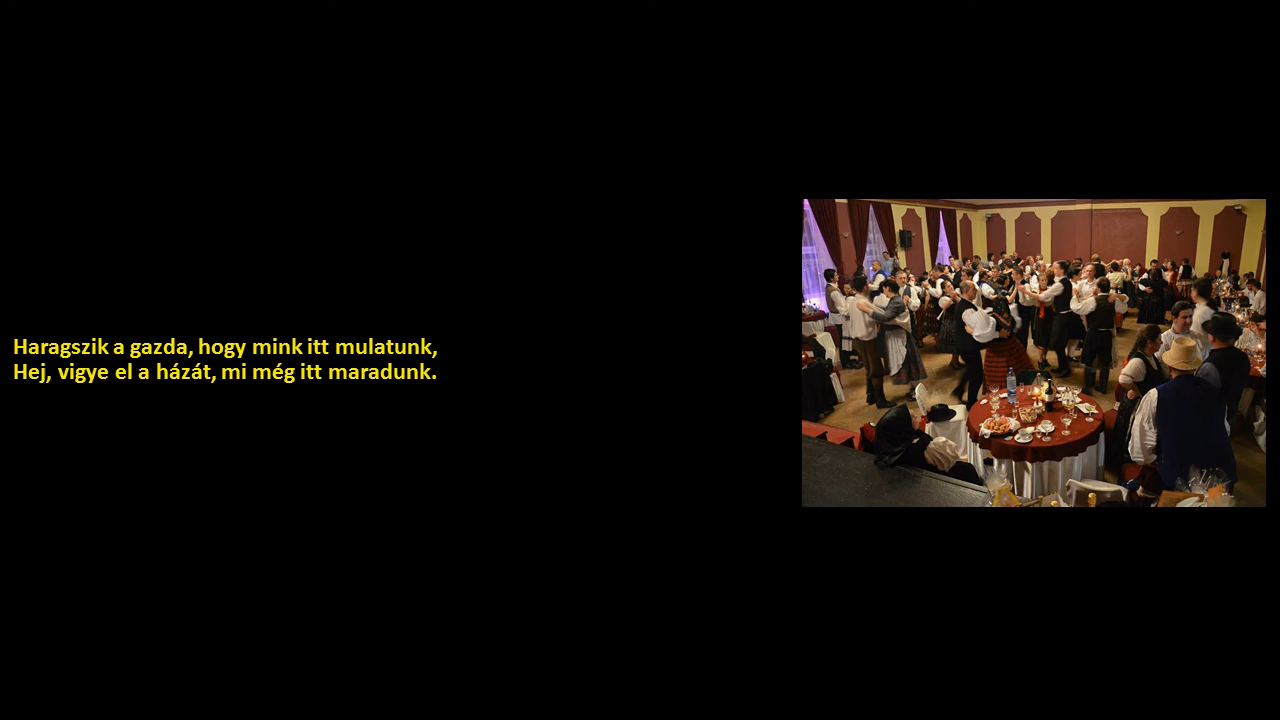 Haragszik a gazda, hogy mink itt mulatunk,
Hej, vigye el a házát, mi még itt maradunk.